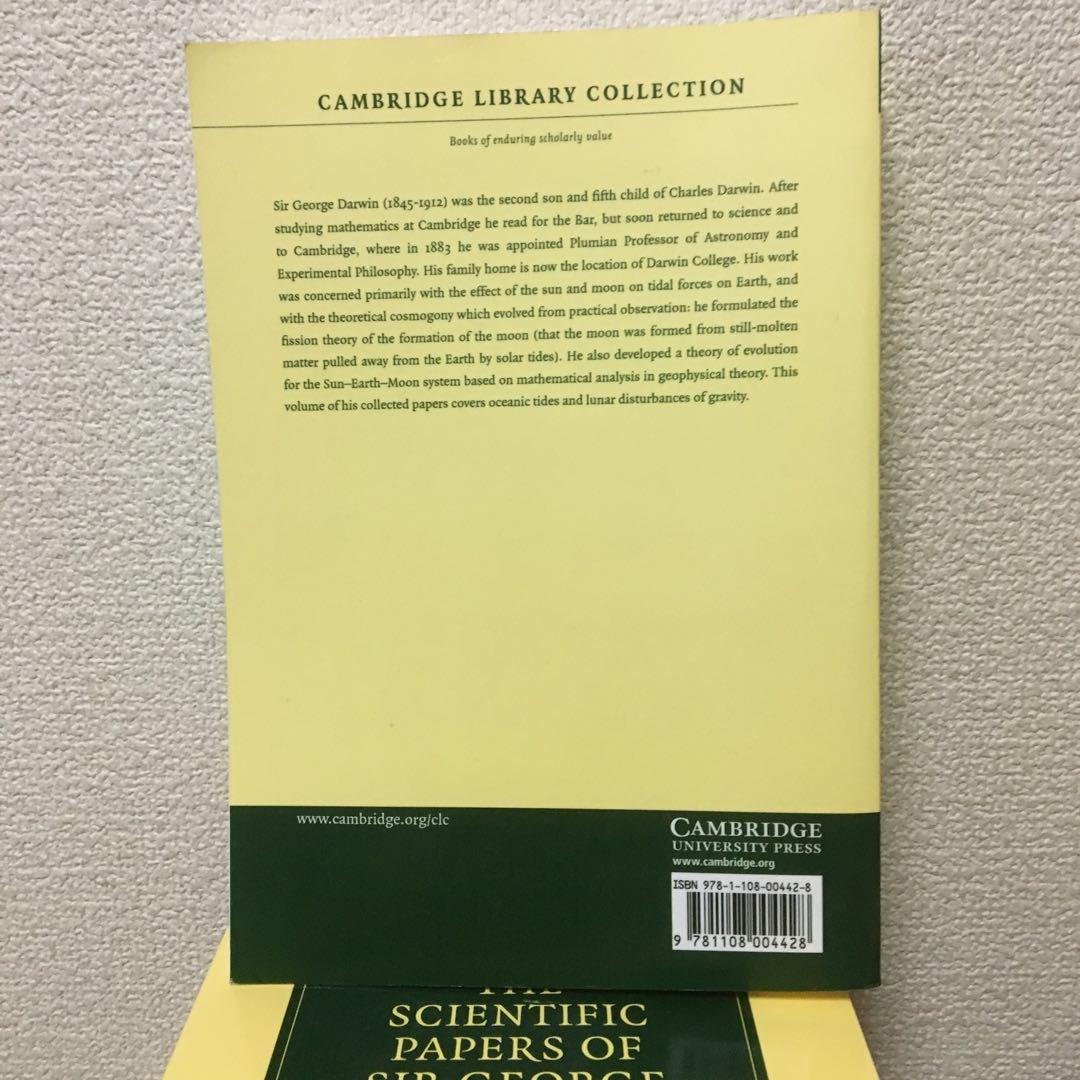 CAMBRIDGE LIBRARY COLLECTION
Books of enduring scholarly value
Sir George Darwin (1845-1912) was the second son and fifth child of Charles Darwin. After
studying mathematics at Cambridge he read for the Bar, but soon returned to science and
to Cambridge, where in 1883 he was appointed Plumian Professor of Astronomy and
Experimental Philosophy. His family home is now the location of Darwin College. His work
was concerned primarily with the effect of the sun and moon on tidal forces on Earth, and
with the theoretical cosmogony which evolved from practical observation: he formulated the
fission theory of the formation of the moon (that the moon was formed from still-molten
matter pulled away from the Earth by solar tides). He also developed a theory of evolution
for the Sun–Earth–Moon system based on mathematical analysis in geophysical theory. This
volume of his collected papers covers oceanic tides and lunar disturbances of gravity.
www.cambridge.org/clc
CAMBRIDGE
UNIVERSITY PRESS
www.cambridge.org
ISBN 978-1-108-00442-8
9 781108 004428
THE
SCIENTIFIC
PAPERS OF
SIR GEORGE